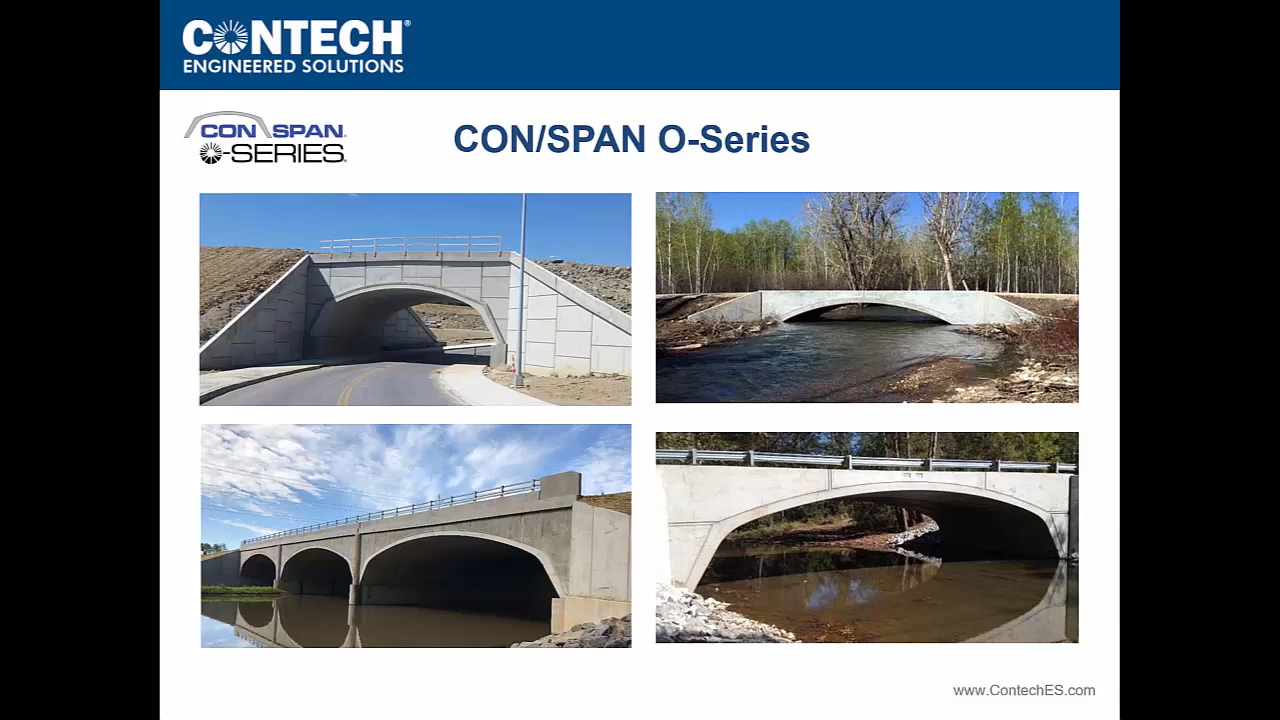 CONTECH®
ENGINEERED SOLUTIONS
CON/SPAN®
O-SERIES®
CON/SPAN O-Series
www.ContechES.com